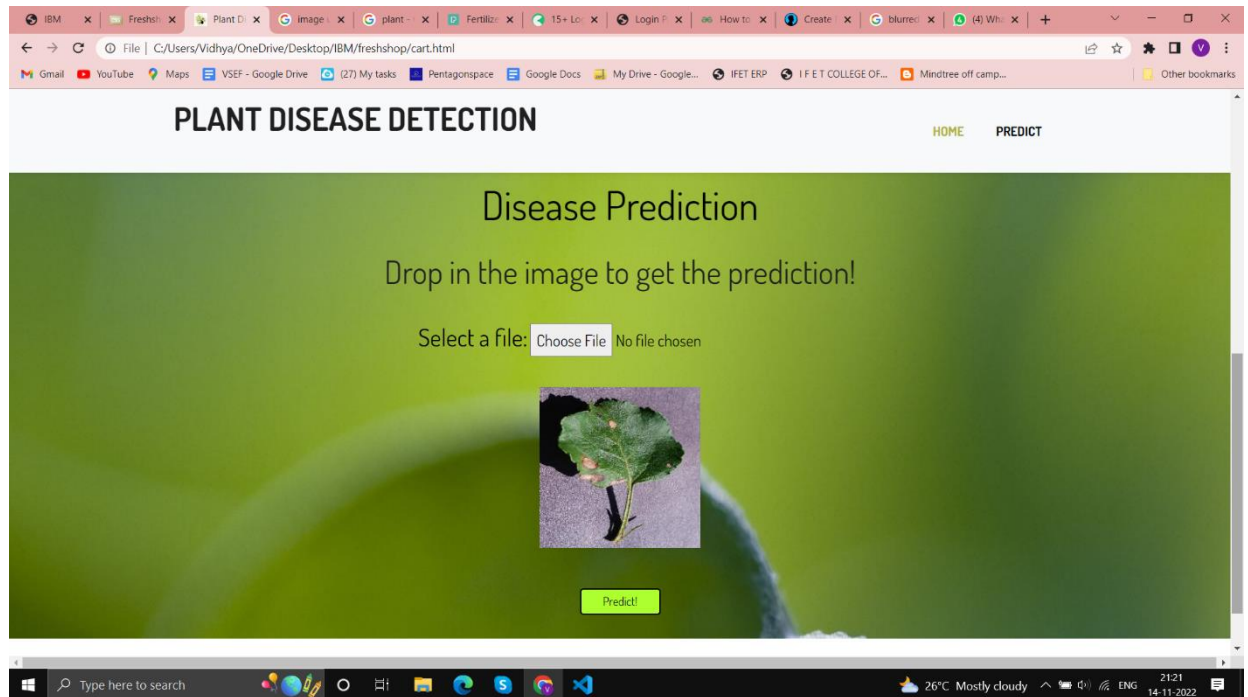 IBM Freshsh Plant Di image u plant - Fertilize 15+ Log Login P How to Create blurred (4) Wha
File C:/Users/Vidhya/OneDrive/Desktop/IBM/freshshop/cart.html V
Gmail YouTube Maps VSEF - Google Drive (27) My tasks Pentagonspace Google Docs My Drive - Google... IFET ERP I F E T COLLEGE OF... Mindtree off camp... Other bookmarks
PLANT DISEASE DETECTION
HOME PREDICT
Disease Prediction
Drop in the image to get the prediction!
Select a file: Choose File No file chosen
Predict!
Type here to search 26°C Mostly cloudy ENG 21:21
14-11-2022